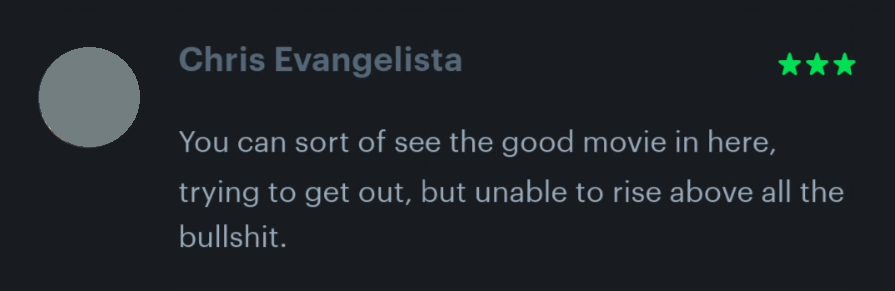 Chris Evangelista
You can sort of see the good movie in here,
trying to get out, but unable to rise above all the
bullshit.